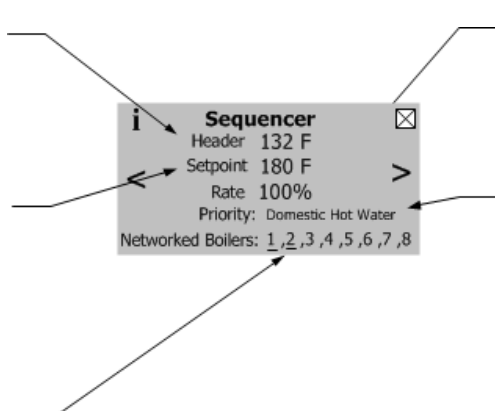 i Sequencer
Header 132 F
Setpoint 180 F
< >
Rate 100%
Priority: Domestic Hot Water
Networked Boilers: 1 ,2 ,3 ,4 ,5 ,6 ,7 ,8